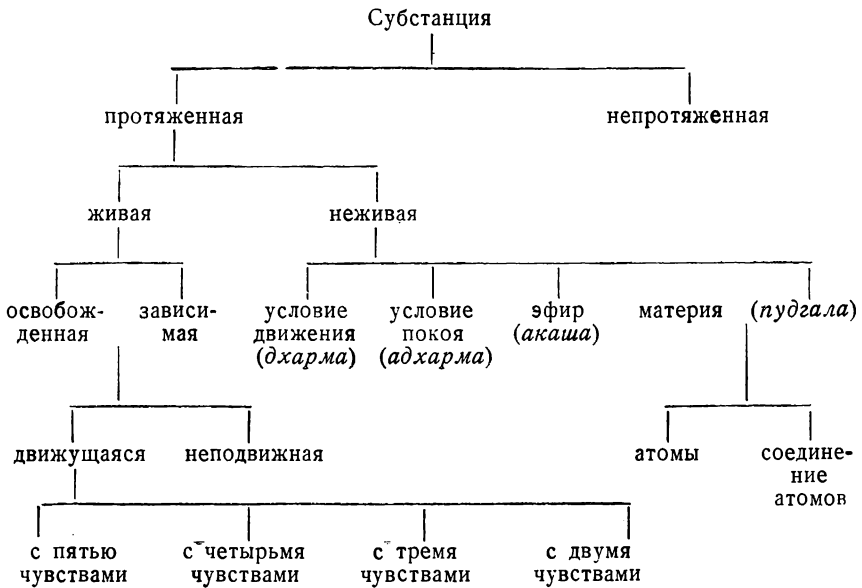 Субстанция
протяженная непротяженная
живая неживая
освобож- зависи- условие условие эфир материя (пудгала)
денная мая движения покоя (акаша)
(дхарма) (адхарма)
движущаяся неподвижная атомы соедине-
ние
атомов
с пятью с четырьмя с тремя с двумя
чувствами чувствами чувствами чувствами